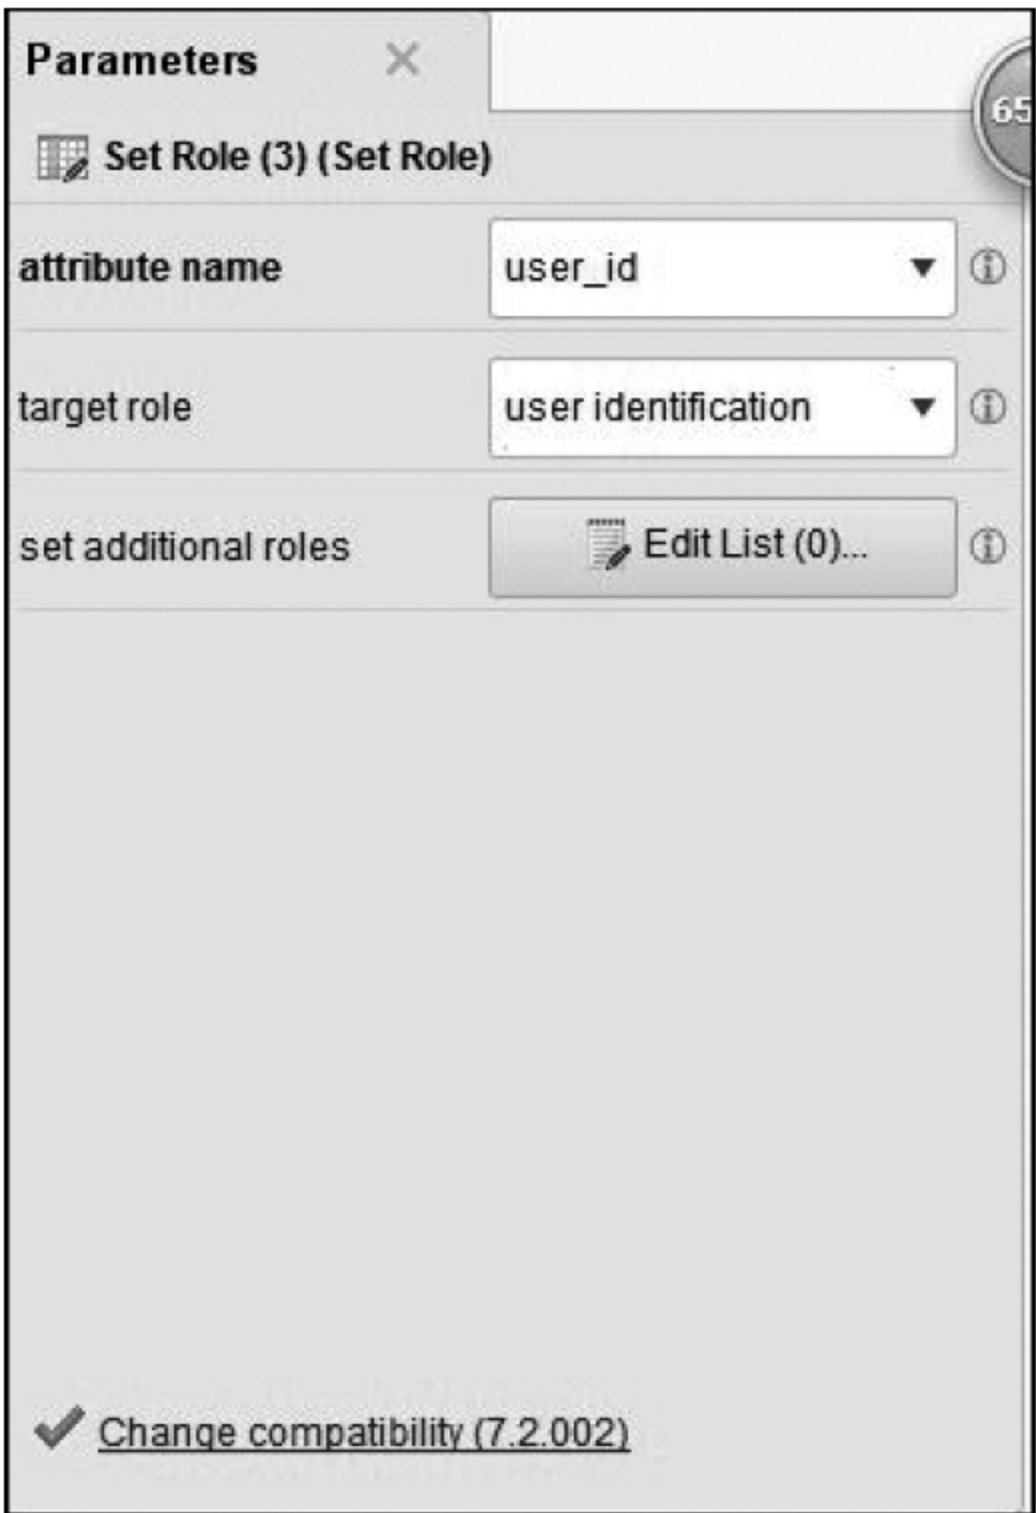 Parameters
65
Set Role (3) (Set Role)
attribute name
user_id
target role
user identification
set additional roles
Edit List (0)...
Change compatibility (7.2.002)